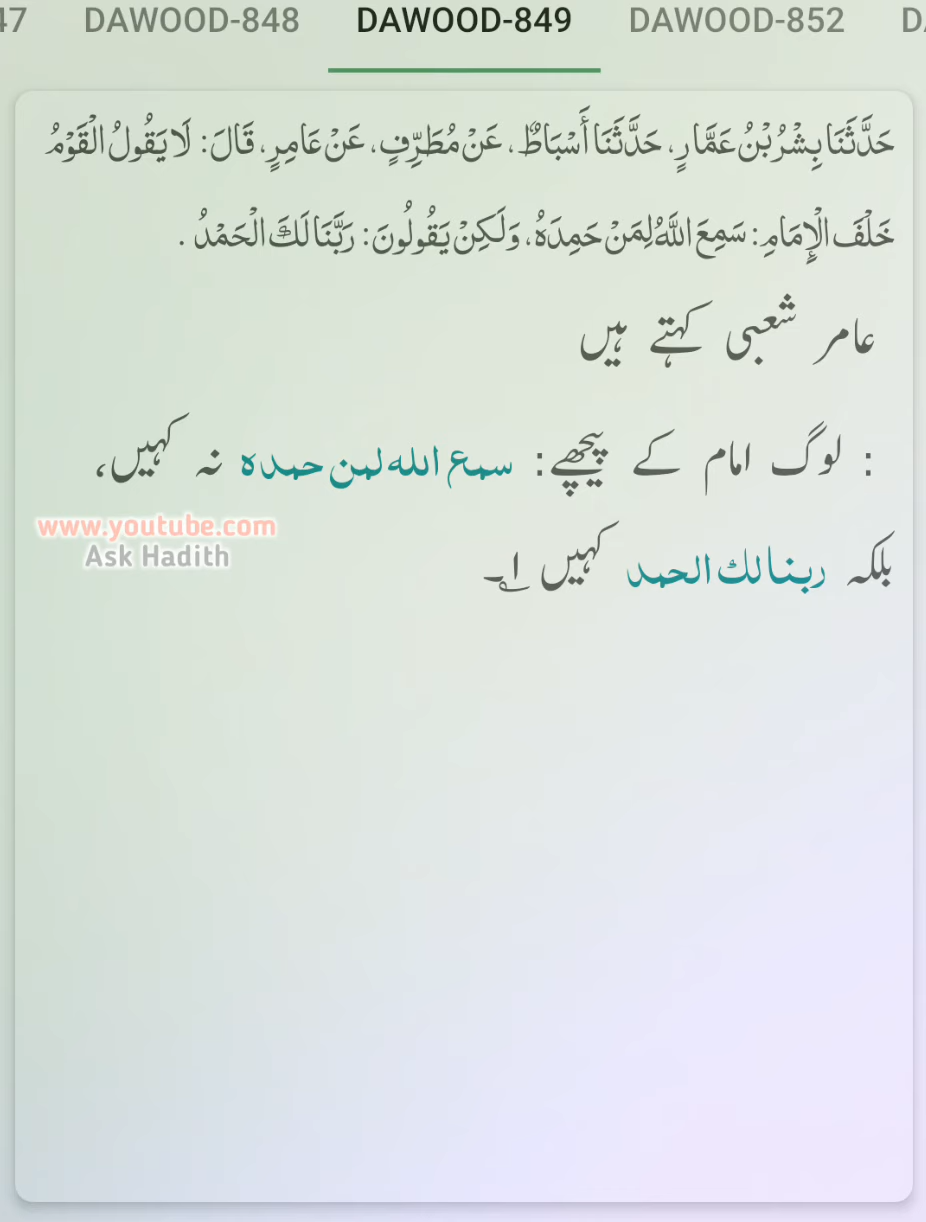 47 DAWOOD-848 DAWOOD-849 DAWOOD-852 D
حَدَّثَنَا بِشْرُ بْنُ عَمَّارٍ، حَدَّثَنَا أَسْبَاطٌ، عَنْ مُطَرِّفٍ، عَنْ عَامِرٍ، قَالَ: لَا يَقُولُ الْقَوْمُ
خَلْفَ الْإِمَامِ: سَمِعَ اللَّهُ لِمَنْ حَمِدَهُ، وَلَكِنْ يَقُولُونَ: رَبَّنَا لَكَ الْحَمْدُ .
عامر شعبی کہتے ہیں
: لوگ امام کے پیچھے: سمع الله لمن حمده نہ کہیں،
www.youtube.com
Ask Hadith
بلکہ ربنا لك الحمد کہیں ۱؎۔